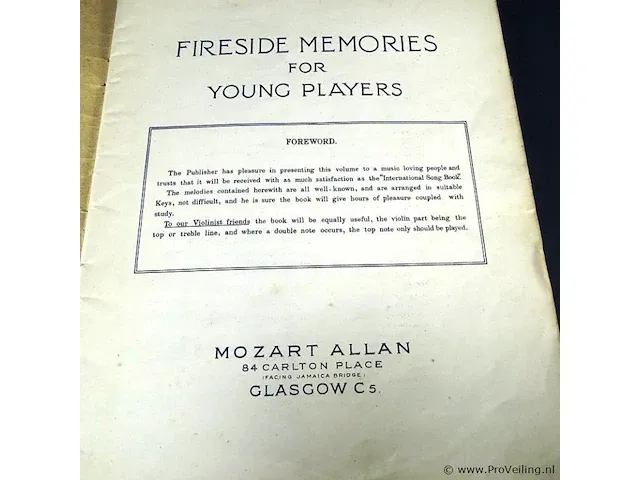 FIRESIDE MEMORIES
FOR
YOUNG PLAYERS
FOREWORD.
The Publisher has pleasure in presenting this volume to a music loving people and
trusts that it will be received with as much satisfaction as the "International Song Book".
The melodies contained herewith are all well-known, and are arranged in suitable
Keys, not difficult, and he is sure the book will give hours of pleasure coupled with
study.
To our Violinist friends the book will be equally useful, the violin part being the
top or treble line, and where a double note occurs, the top note only should be played.
MOZART ALLAN
84 CARLTON PLACE
(FACING JAMAICA BRIDGE)
GLASGOW C5.
© www.ProVeiling.nl